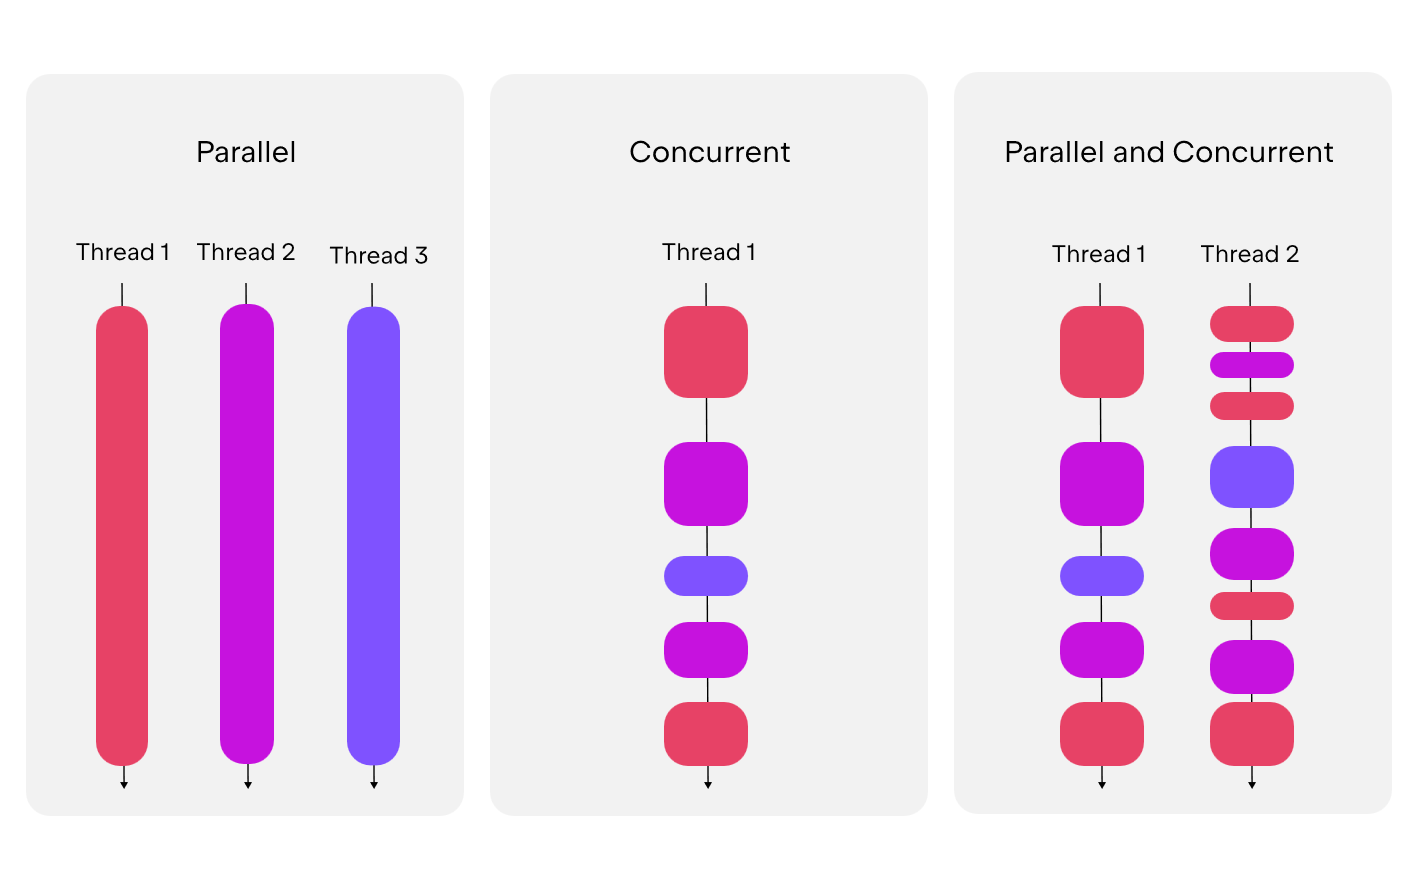 Parallel
Thread 1 Thread 2 Thread 3
Concurrent
Thread 1
Parallel and Concurrent
Thread 1 Thread 2